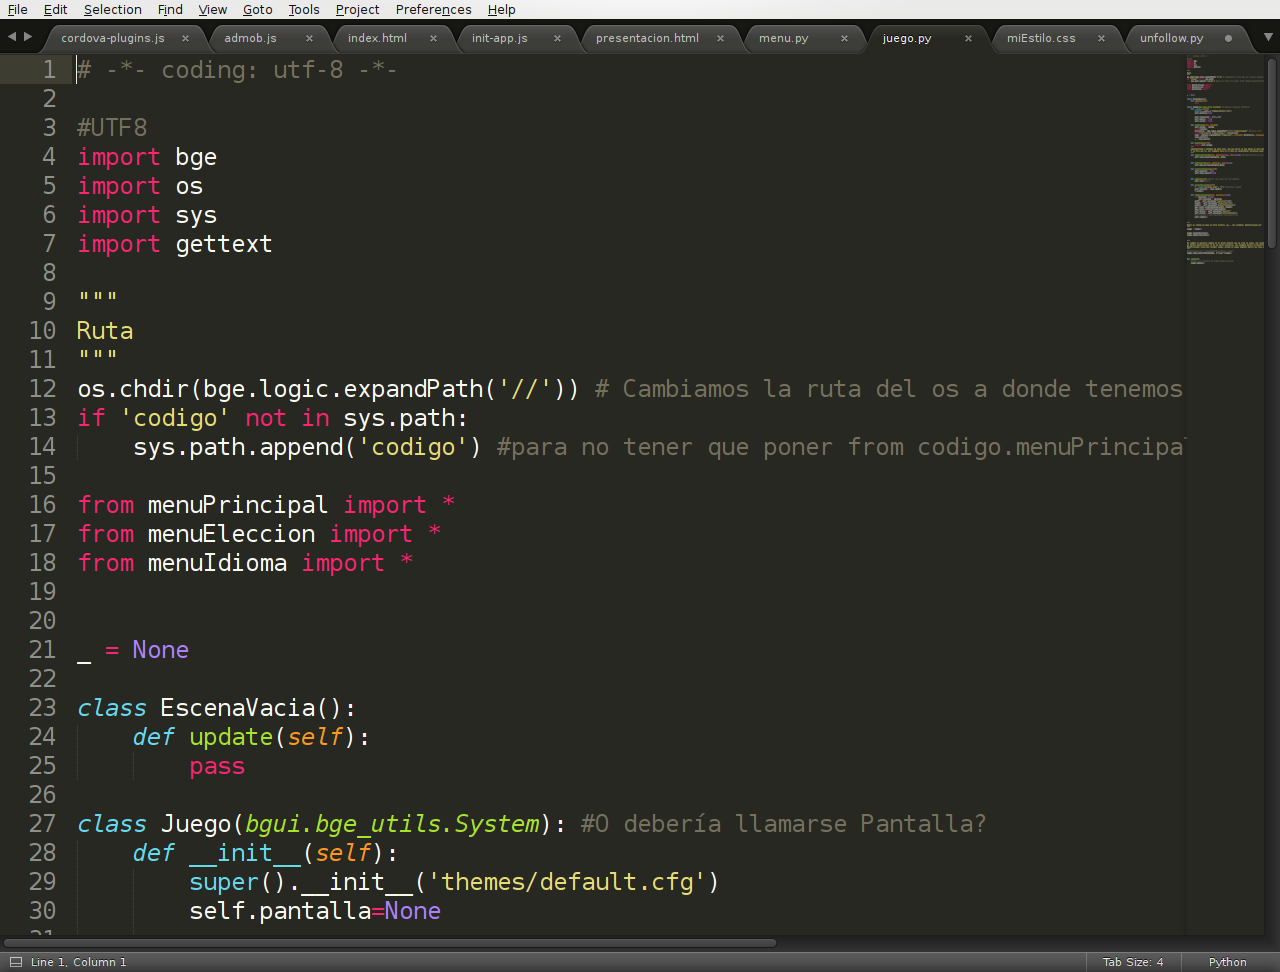 File Edit Selection Find View Goto Tools Project Preferences Help
cordova-plugins.js × admob.js × index.html × init-app.js × presentacion.html × menu.py × juego.py × miEstilo.css × unfollow.py
1 # -*- coding: utf-8 -*-
2
3 #UTF8
4 import bge
5 import os
6 import sys
7 import gettext
8
9 """
10 Ruta
11 """
12 os.chdir(bge.logic.expandPath('//')) # Cambiamos la ruta del os a donde tenemos
13 if 'codigo' not in sys.path:
14     sys.path.append('codigo') #para no tener que poner from codigo.menuPrincipa
15
16 from menuPrincipal import *
17 from menuEleccion import *
18 from menuIdioma import *
19
20
21 _ = None
22
23 class EscenaVacia():
24     def update(self):
25         pass
26
27 class Juego(bgui.bge_utils.System): #O debería llamarse Pantalla?
28     def __init__(self):
29         super().__init__('themes/default.cfg')
30         self.pantalla=None
31
Line 1, Column 1 Tab Size: 4 Python